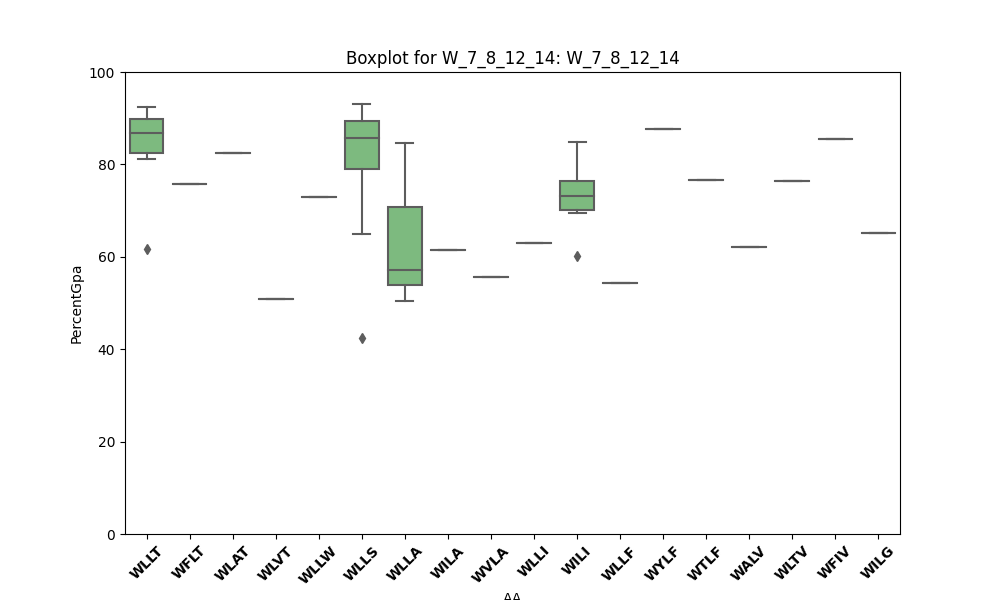 Boxplot for W_7_8_12_14: W_7_8_12_14
PercentGpa
100
80
60
40
20
0
WLLT
WFLT
WLAT
WLVT
WLLW
WLLS
WLLA
WILA
WVLA
WLLI
WILI
WLLF
WYLF
WTLF
WALV
WLTV
WFIV
WILG
AA